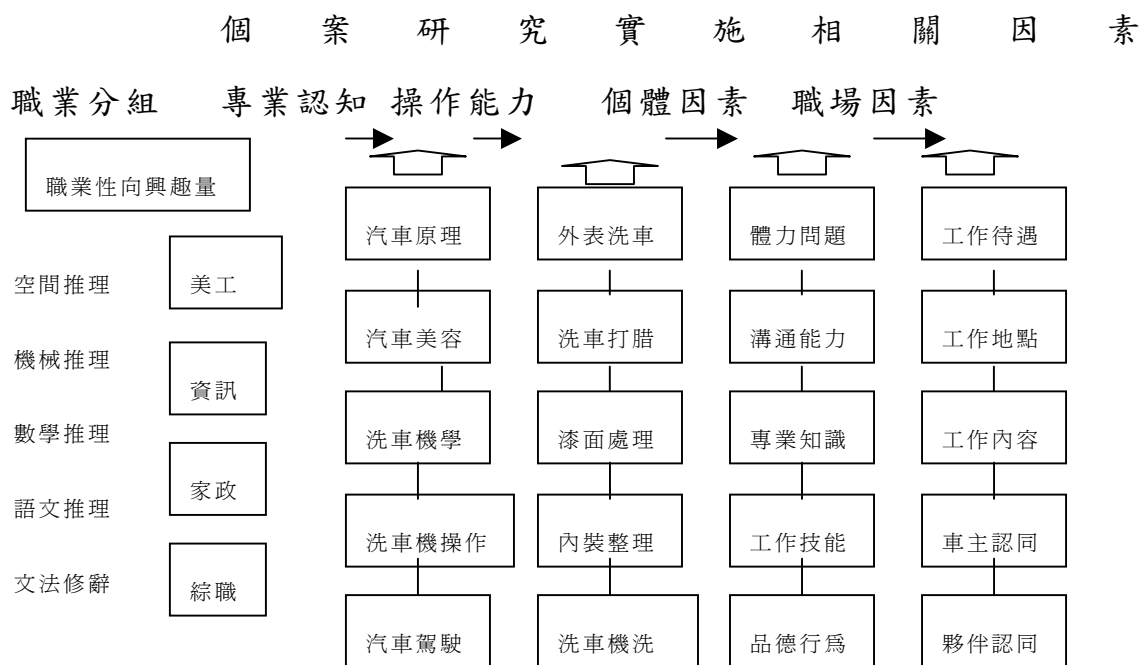 個案研究實施相關因素
職業分組 專業認知 操作能力 個體因素 職場因素
職業性向興趣量
汽車原理 外表洗車 體力問題 工作待遇
空間推理 美工
汽車美容 洗車打腊 溝通能力 工作地點
機械推理
資訊
數學推理 洗車機學 漆面處理 專業知識 工作內容
家政
語文推理
洗車機操作 內裝整理 工作技能 車主認同
文法修辭 綜職
汽車駕駛 洗車機洗 品德行為 夥伴認同